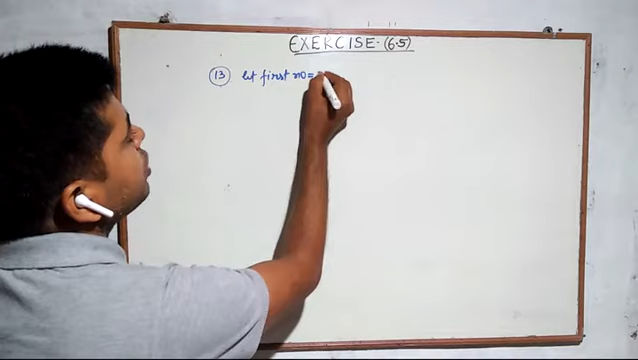 EXERCISE-(6.5)
13 let first no =